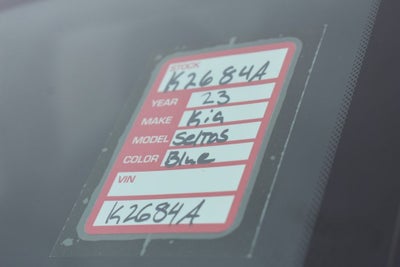 STOCK
K2684A
YEAR 23
MAKE Kia
MODEL Seltos
COLOR Blue
VIN
K2684A